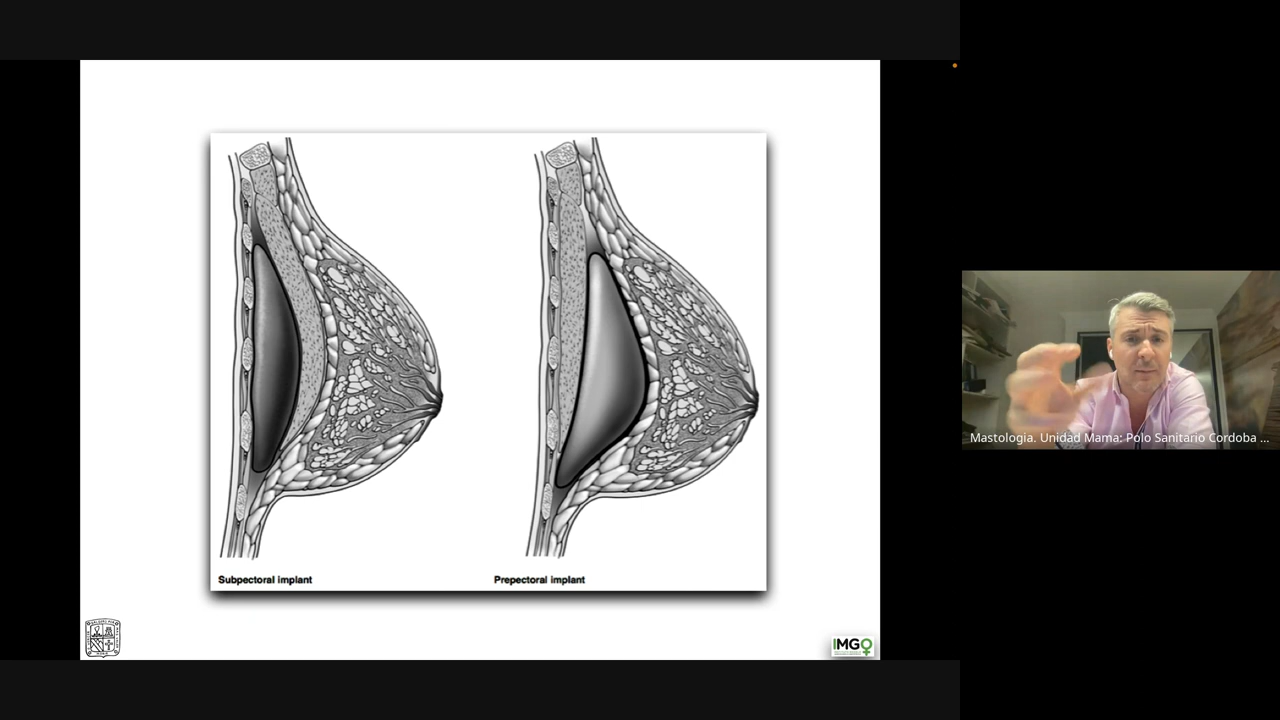 Subpectoral implant
Prepectoral implant
IMGO
Mastologia. Unidad Mama: Polo Sanitario Cordoba ...